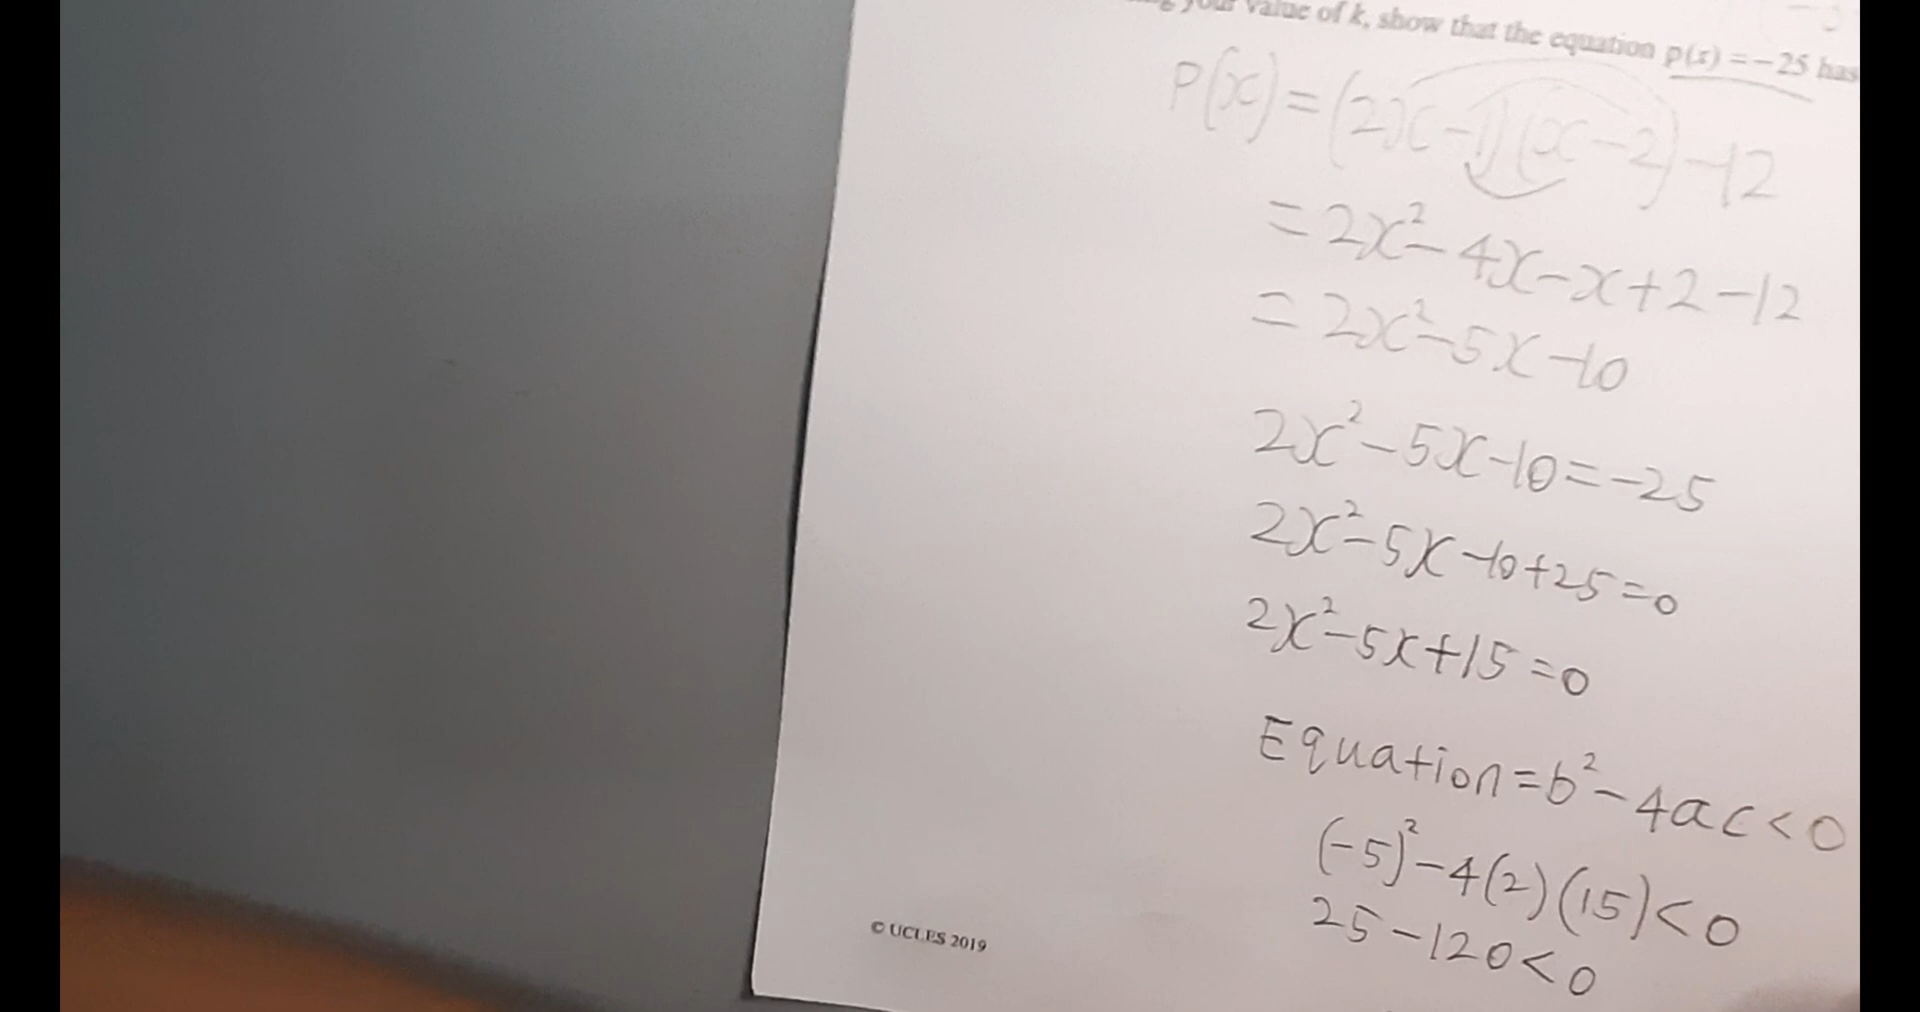 your value of k, show that the equation p(x) = −25 has
P(x) = (2x-1)(x-2)-12
= 2x²-4x-x+2-12
= 2x²-5x-10
2x²-5x-10=-25
2x²-5x-10+25=0
2x²-5x+15=0
Equation=b²-4ac<0
(-5)²-4(2)(15)<0
25-120<0
© UCLES 2019